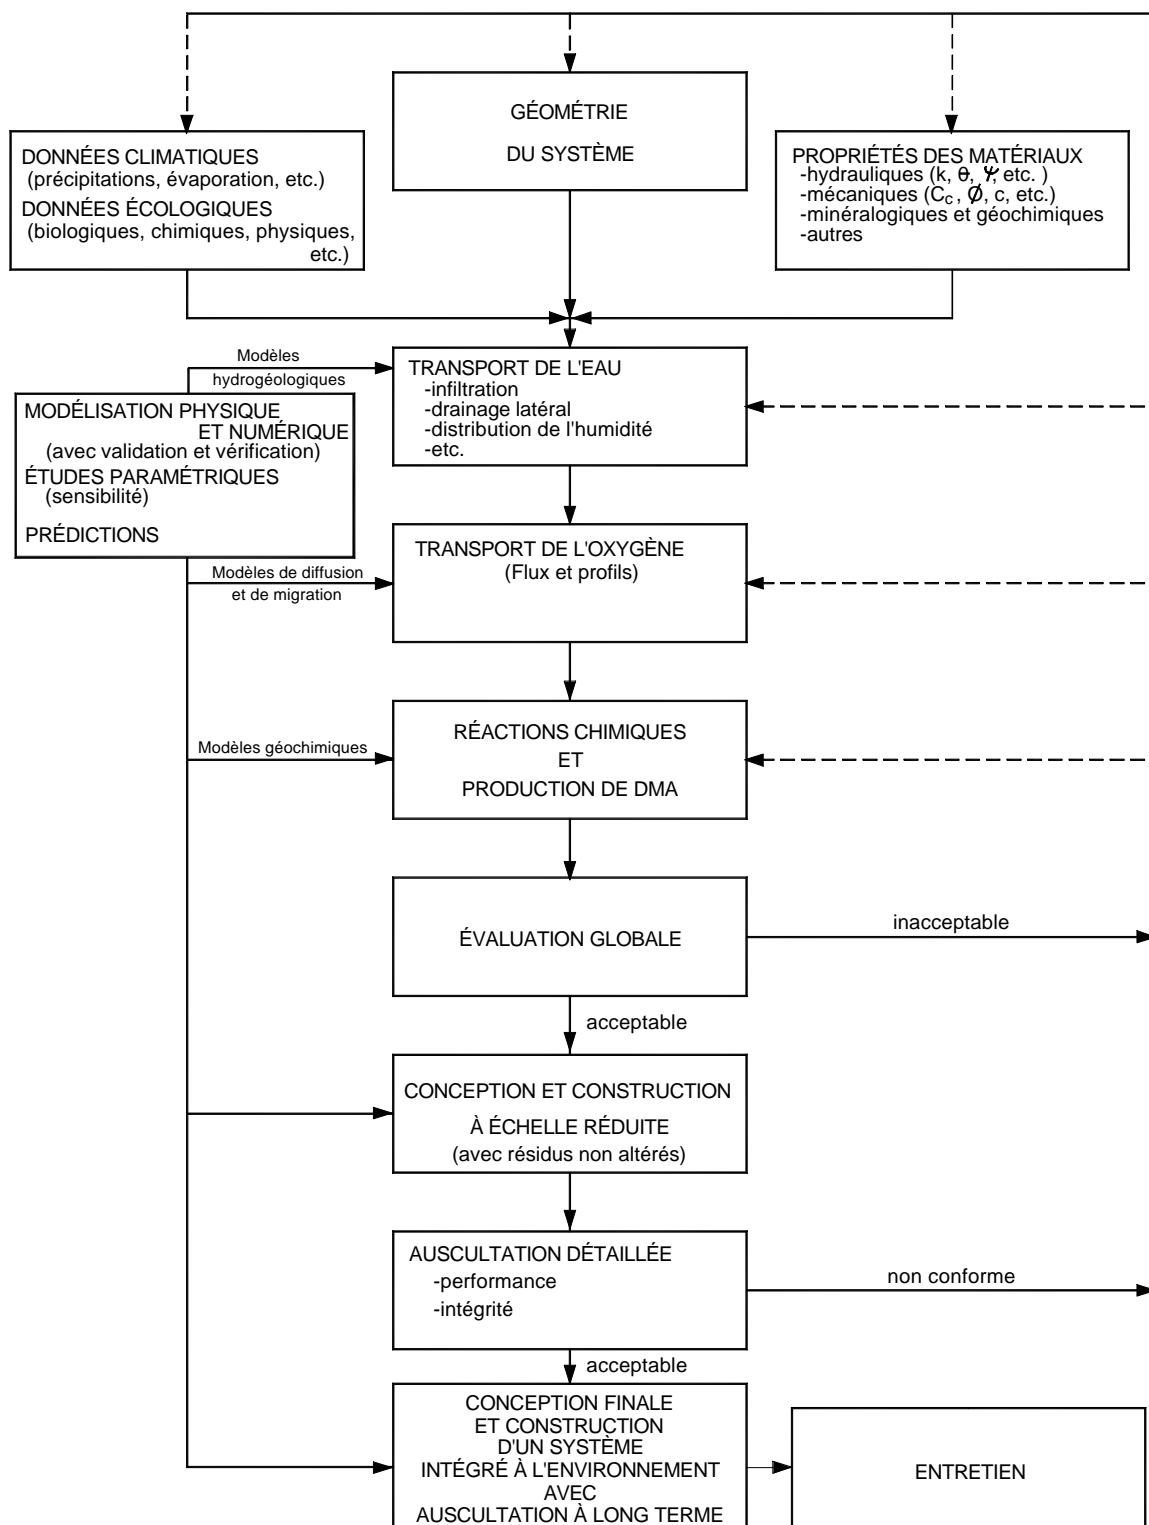 GÉOMÉTRIE
DU SYSTÈME
DONNÉES CLIMATIQUES
(précipitations, évaporation, etc.)
DONNÉES ÉCOLOGIQUES
(biologiques, chimiques, physiques,
etc.)
PROPRIÉTÉS DES MATÉRIAUX
-hydrauliques (k, θ, Ψ, etc. )
-mécaniques (Cc , Ø, c, etc.)
-minéralogiques et géochimiques
-autres
Modèles
hydrogéologiques
TRANSPORT DE L'EAU
-infiltration
-drainage latéral
-distribution de l'humidité
-etc.
MODÉLISATION PHYSIQUE
ET NUMÉRIQUE
(avec validation et vérification)
ÉTUDES PARAMÉTRIQUES
(sensibilité)
PRÉDICTIONS
TRANSPORT DE L'OXYGÈNE
(Flux et profils)
Modèles de diffusion
et de migration
RÉACTIONS CHIMIQUES
ET
PRODUCTION DE DMA
Modèles géochimiques
ÉVALUATION GLOBALE
inacceptable
acceptable
CONCEPTION ET CONSTRUCTION
À ÉCHELLE RÉDUITE
(avec résidus non altérés)
AUSCULTATION DÉTAILLÉE
-performance
-intégrité
non conforme
acceptable
CONCEPTION FINALE
ET CONSTRUCTION
D'UN SYSTÈME
INTÉGRÉ À L'ENVIRONNEMENT
AVEC
AUSCULTATION À LONG TERME
ENTRETIEN